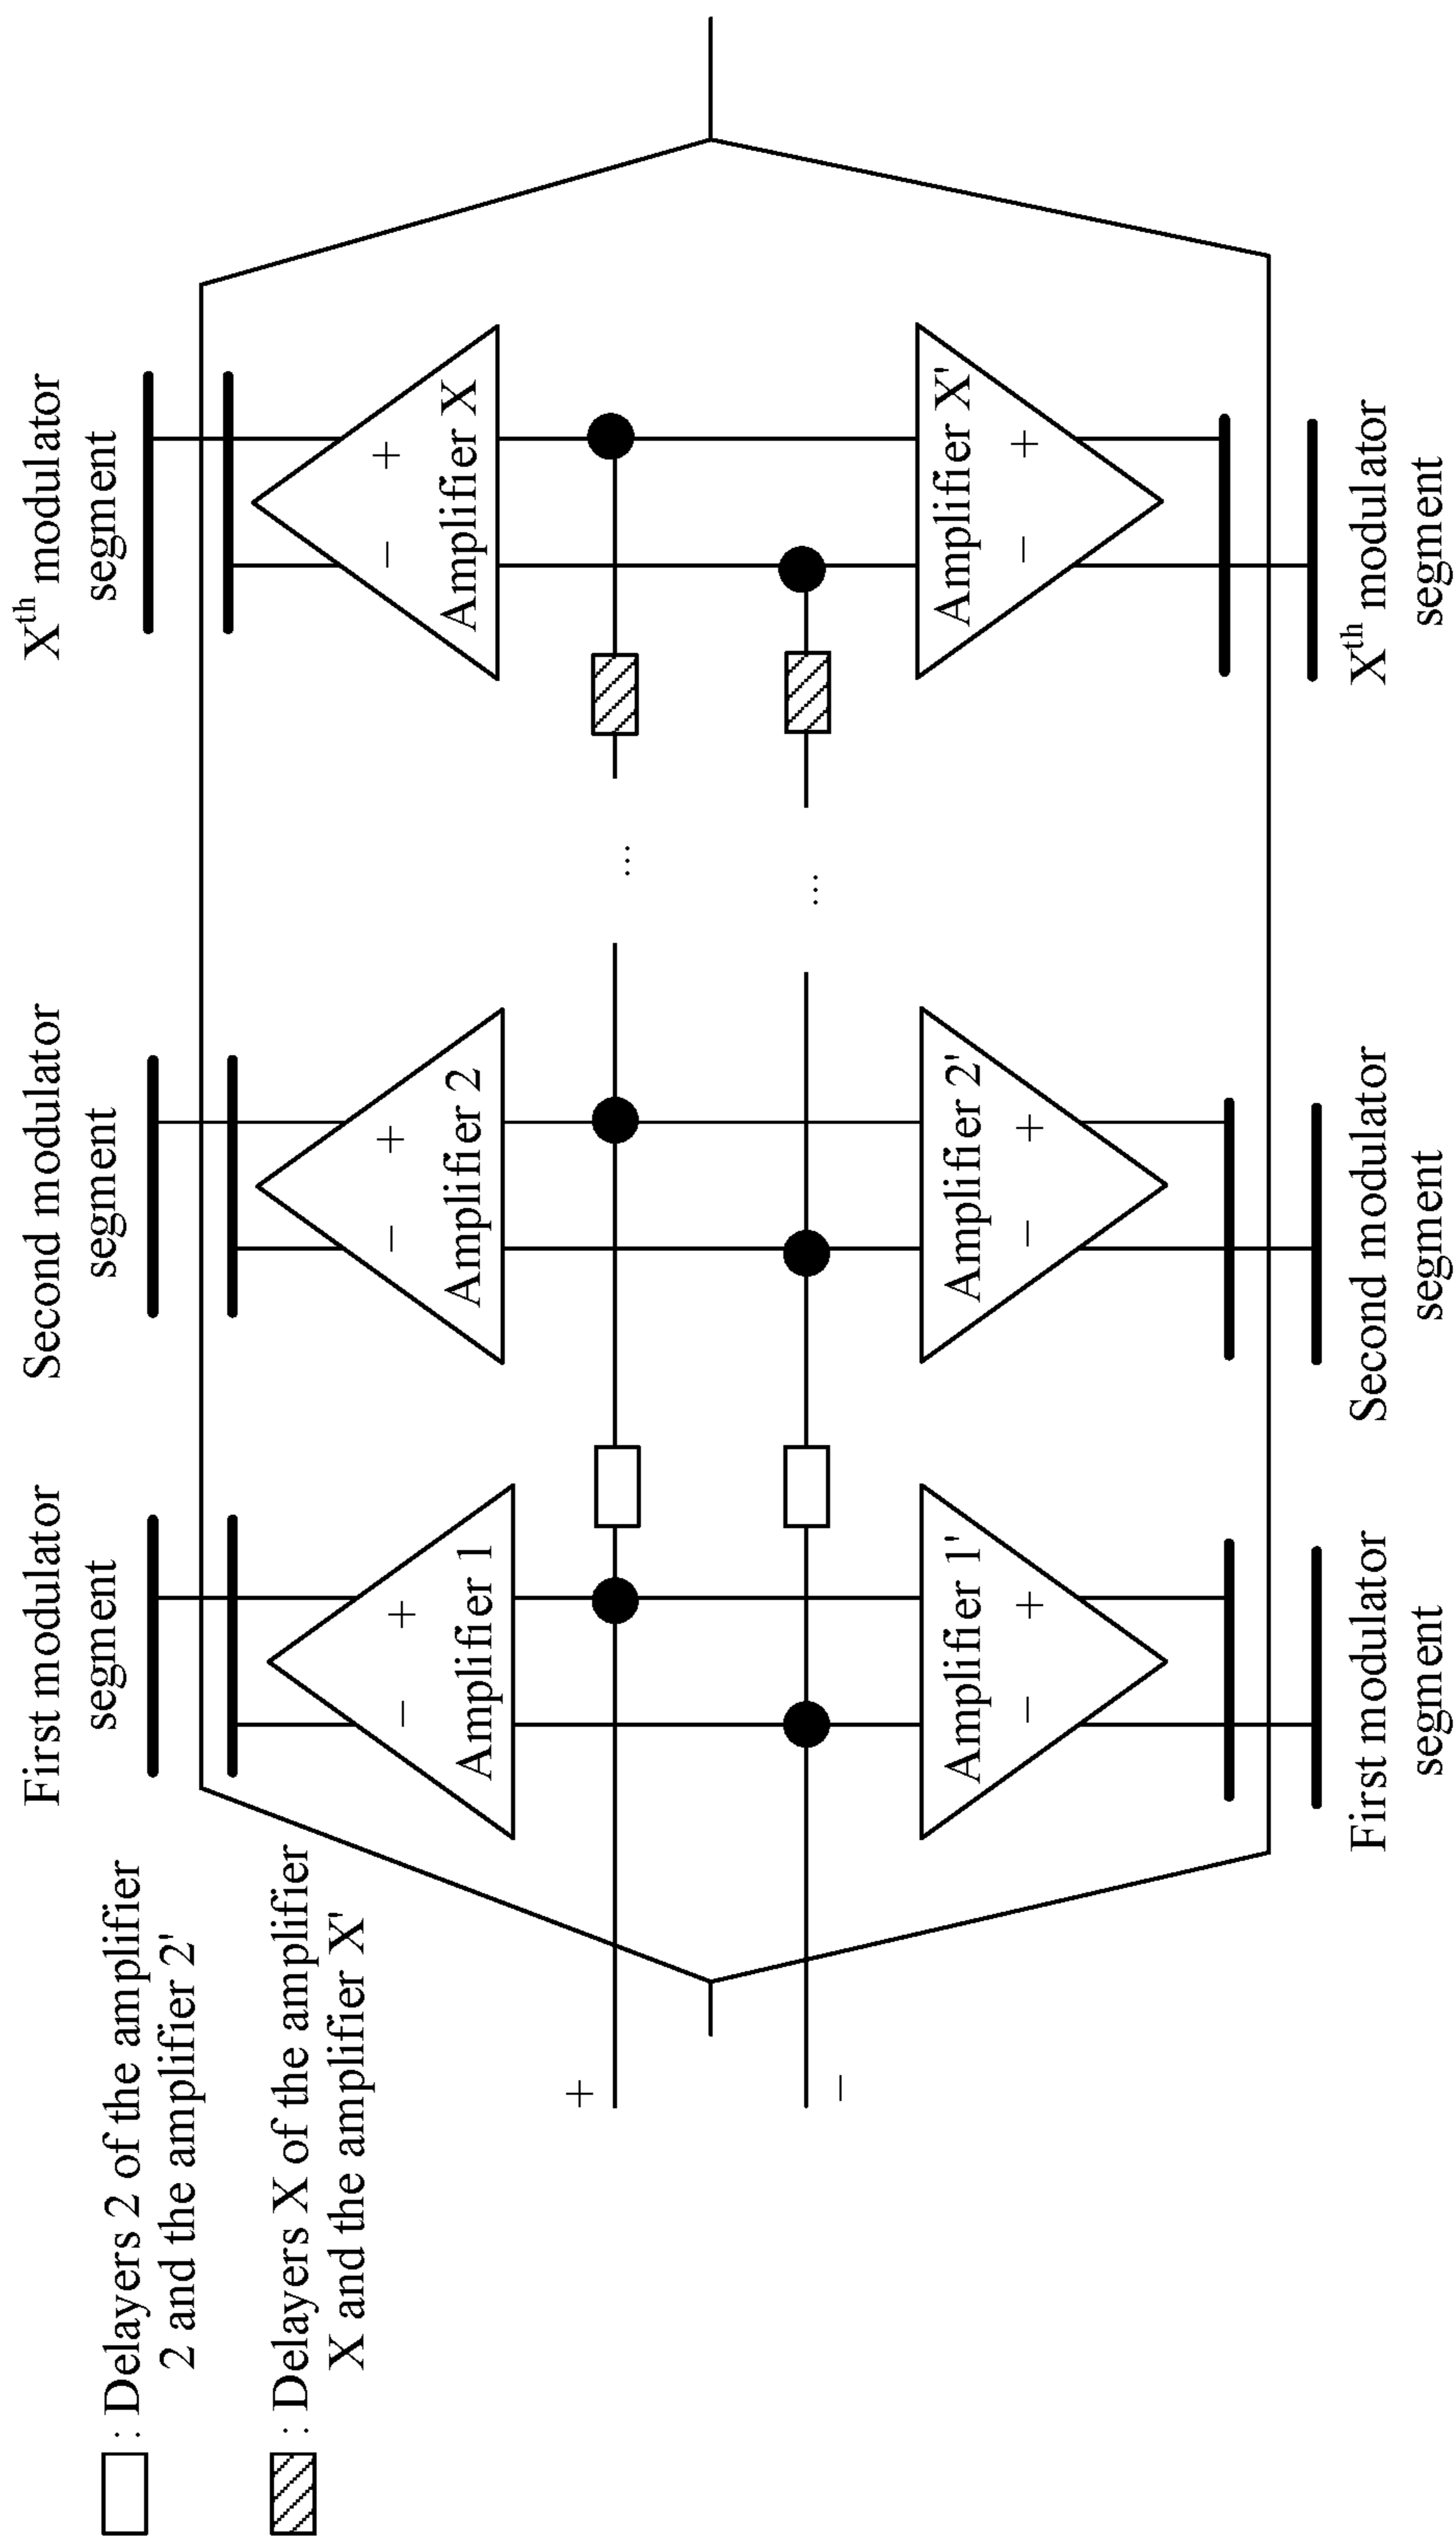 : Delayers 2 of the amplifier
2 and the amplifier 2'
: Delayers X of the amplifier
X and the amplifier X'
First modulator
segment
Second modulator
segment
Xth modulator
segment
− +
Amplifier 1
− +
Amplifier 2
− +
Amplifier X
+
...
...
−
Amplifier 1'
− +
Amplifier 2'
− +
Amplifier X'
− +
First modulator
segment
Second modulator
segment
Xth modulator
segment